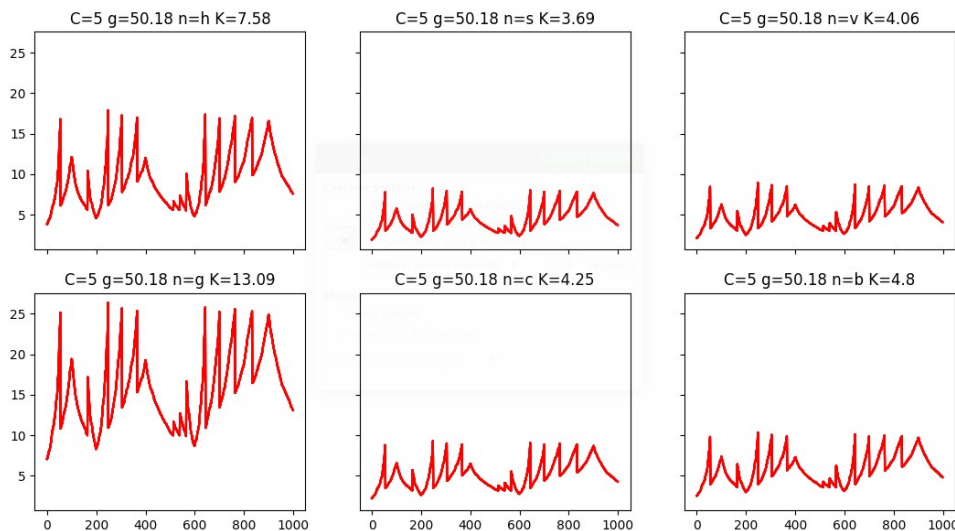 C=5 g=50.18 n=h K=7.58
C=5 g=50.18 n=s K=3.69
C=5 g=50.18 n=v K=4.06
25
20
15
10
5
C=5 g=50.18 n=g K=13.09
C=5 g=50.18 n=c K=4.25
C=5 g=50.18 n=b K=4.8
25
20
15
10
5
0 200 400 600 800 1000
0 200 400 600 800 1000
0 200 400 600 800 1000